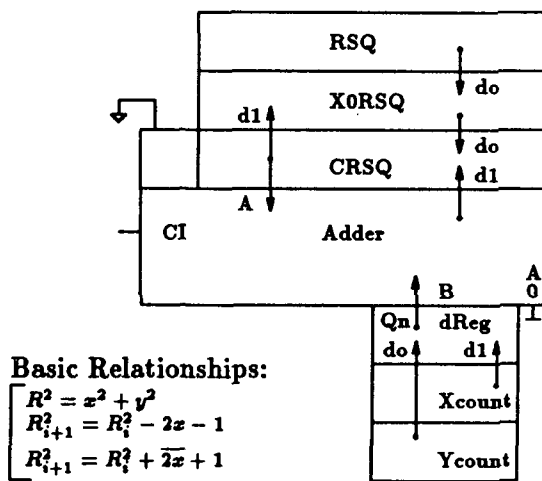 RSQ
do
X0RSQ
d1
do
CRSQ
d1
A
CI
Adder
A
B
0
Qn
dReg
do
d1
Xcount
Ycount
Basic Relationships:
R² = x² + y²
R²ᵢ₊₁ = R²ᵢ − 2x − 1
R²ᵢ₊₁ = R²ᵢ + \overline{2x} + 1